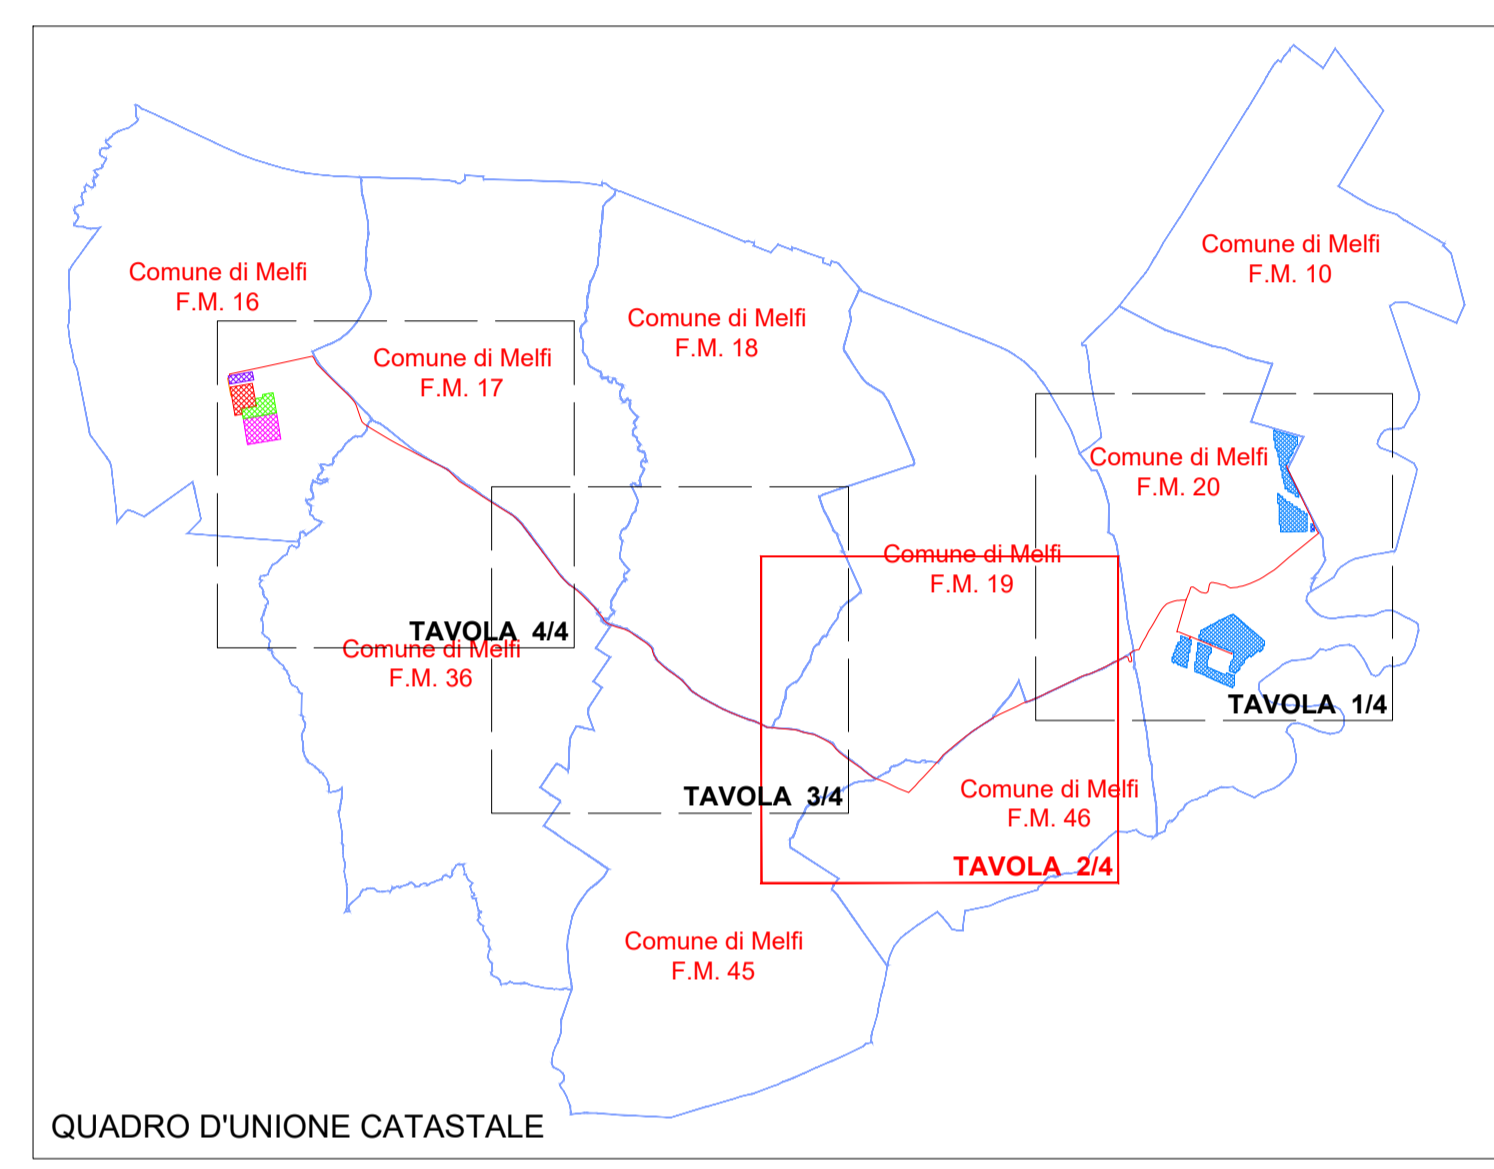 Comune di Melfi
F.M. 10
Comune di Melfi
F.M. 16
Comune di Melfi
F.M. 18
Comune di Melfi
F.M. 17
Comune di Melfi
F.M. 20
Comune di Melfi
F.M. 19
TAVOLA 4/4
Comune di Melfi
F.M. 36
TAVOLA 1/4
TAVOLA 3/4
Comune di Melfi
F.M. 46
TAVOLA 2/4
Comune di Melfi
F.M. 45
QUADRO D'UNIONE CATASTALE